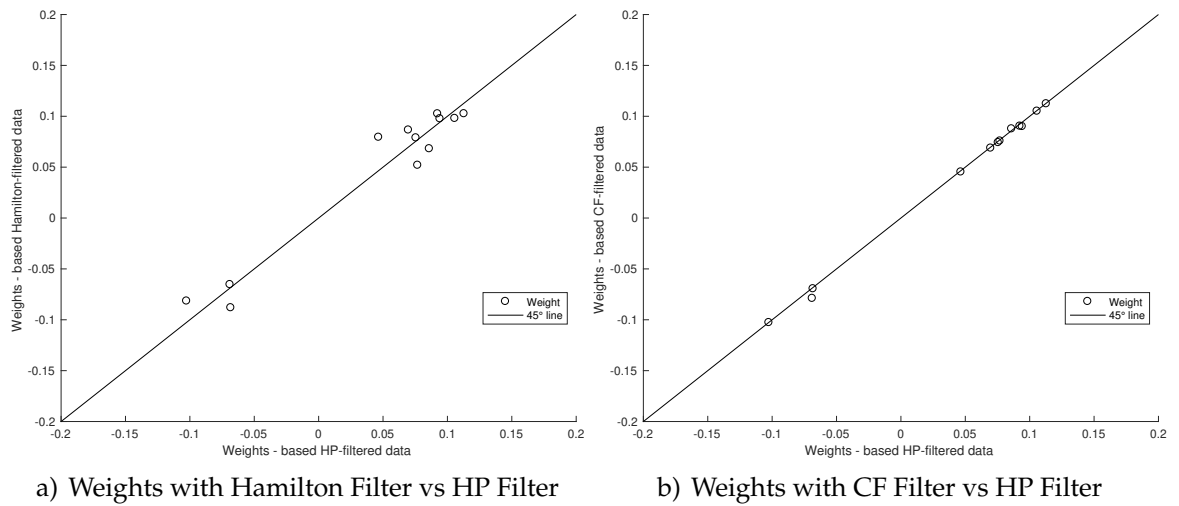 0.2
0.15
0.1
0.05
0
-0.05
-0.1
-0.15
-0.2
Weights - based Hamilton-filtered data
-0.2 -0.15 -0.1 -0.05 0 0.05 0.1 0.15 0.2
Weights - based HP-filtered data
Weight
45° line
a) Weights with Hamilton Filter vs HP Filter
0.2
0.15
0.1
0.05
0
-0.05
-0.1
-0.15
-0.2
Weights - based CF-filtered data
-0.2 -0.15 -0.1 -0.05 0 0.05 0.1 0.15 0.2
Weights - based HP-filtered data
Weight
45° line
b) Weights with CF Filter vs HP Filter